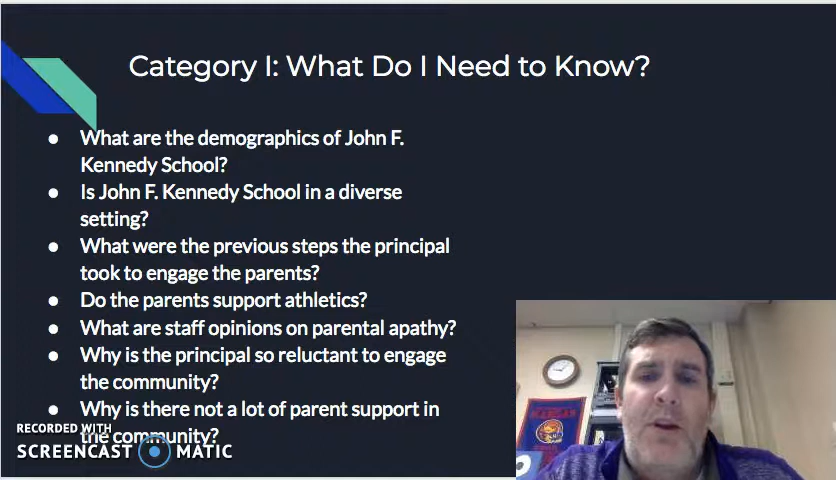 Category I: What Do I Need to Know?
● What are the demographics of John F.
Kennedy School?
● Is John F. Kennedy School in a diverse
setting?
● What were the previous steps the principal
took to engage the parents?
● Do the parents support athletics?
● What are staff opinions on parental apathy?
● Why is the principal so reluctant to engage
the community?
● Why is there not a lot of parent support in
the community?
RECORDED WITH
SCREENCAST MATIC
KANSAS